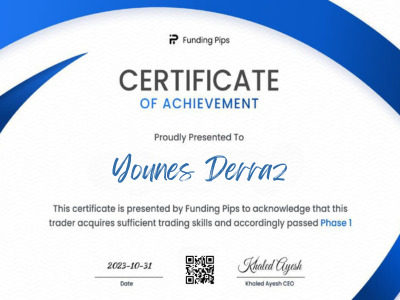 Funding Pips
CERTIFICATE
OF ACHIEVEMENT
Proudly Presented To
Younes Derraz
This certificate is presented by Funding Pips to acknowledge that this
trader acquires sufficient trading skills and accordingly passed Phase 1
2023-10-31
Khaled Ayesh
Date
Khaled Ayesh CEO